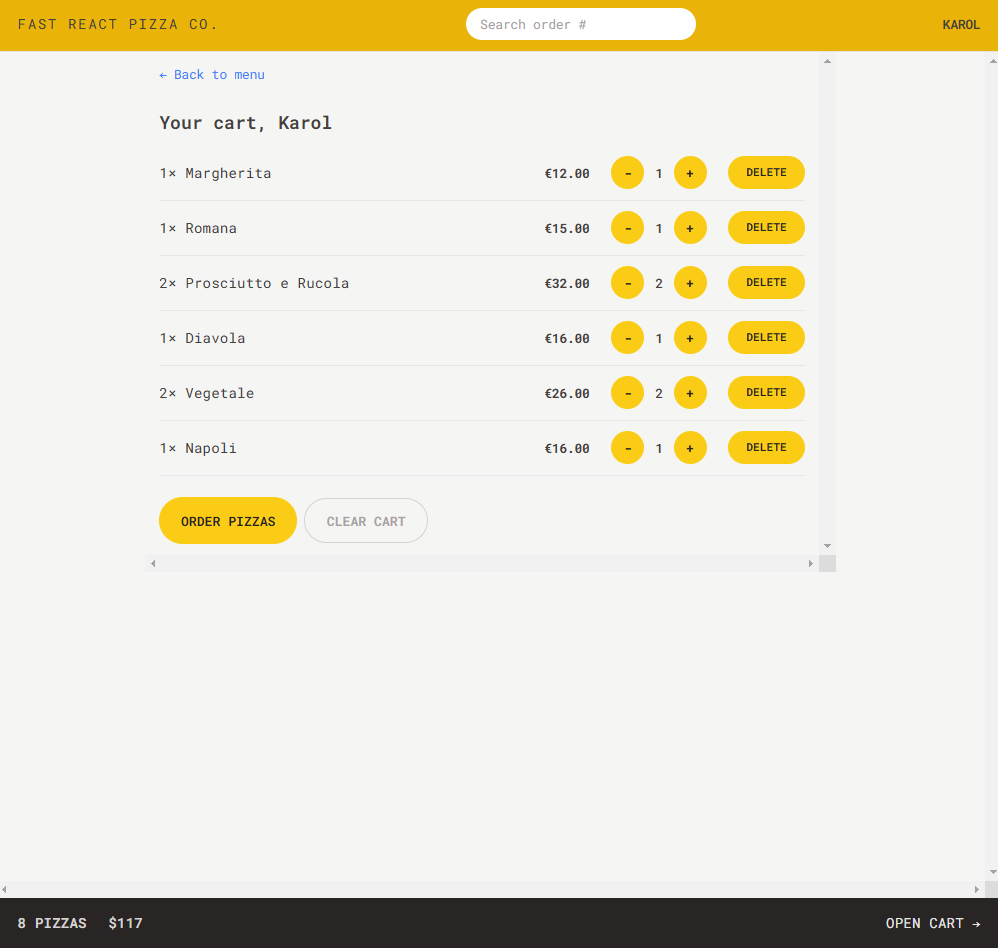 FAST REACT PIZZA CO. Search order # KAROL
← Back to menu
Your cart, Karol
1× Margherita €12.00 - 1 + DELETE
1× Romana €15.00 - 1 + DELETE
2× Prosciutto e Rucola €32.00 - 2 + DELETE
1× Diavola €16.00 - 1 + DELETE
2× Vegetale €26.00 - 2 + DELETE
1× Napoli €16.00 - 1 + DELETE
ORDER PIZZAS CLEAR CART
8 PIZZAS $117 OPEN CART →